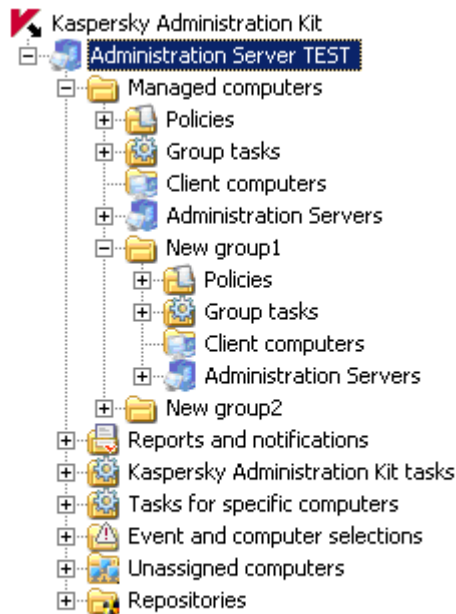 Kaspersky Administration Kit
Administration Server TEST
Managed computers
Policies
Group tasks
Client computers
Administration Servers
New group1
Policies
Group tasks
Client computers
Administration Servers
New group2
Reports and notifications
Kaspersky Administration Kit tasks
Tasks for specific computers
Event and computer selections
Unassigned computers
Repositories